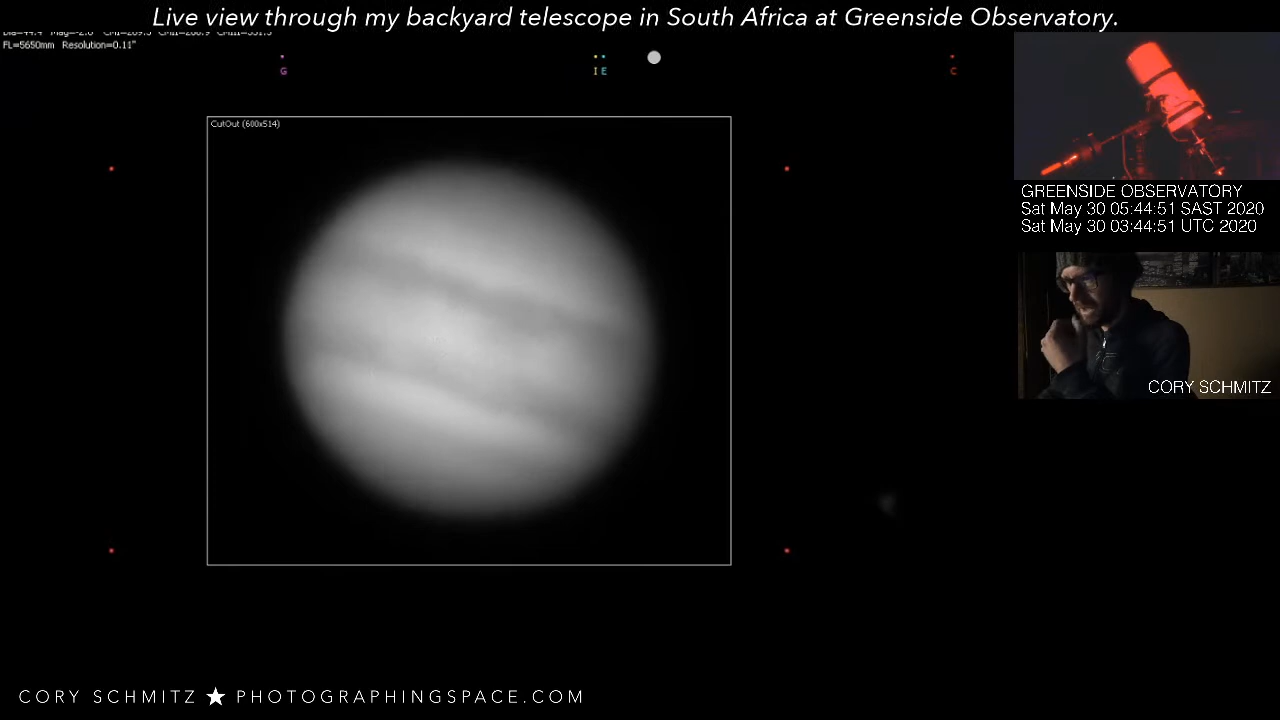 Live view through my backyard telescope in South Africa at Greenside Observatory.
FL=5650mm Resolution=0.11"
G
I E
C
CutOut (600x514)
GREENSIDE OBSERVATORY
Sat May 30 05:44:51 SAST 2020
Sat May 30 03:44:51 UTC 2020
CORY SCHMITZ
CORY SCHMITZ ★ PHOTOGRAPHINGSPACE.COM